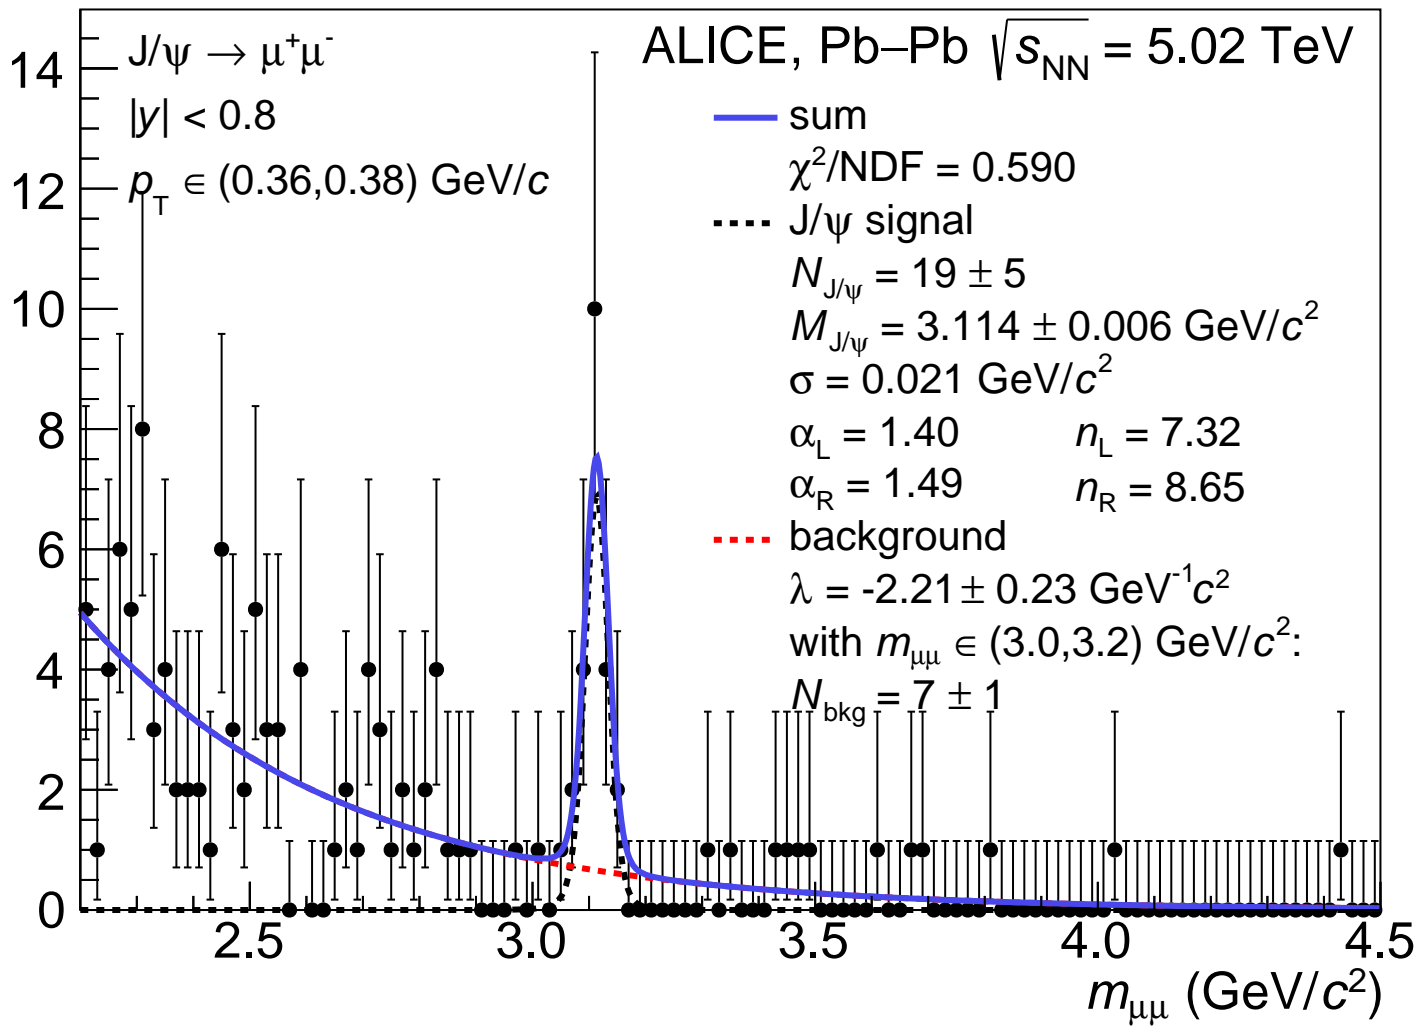 J/ψ → μ⁺μ⁻
|y| < 0.8
p_T ∈ (0.36,0.38) GeV/c
ALICE, Pb–Pb √s_NN = 5.02 TeV
sum
χ²/NDF = 0.590
J/ψ signal
N_J/ψ = 19 ± 5
M_J/ψ = 3.114 ± 0.006 GeV/c²
σ = 0.021 GeV/c²
α_L = 1.40 n_L = 7.32
α_R = 1.49 n_R = 8.65
background
λ = -2.21 ± 0.23 GeV⁻¹c²
with m_μμ ∈ (3.0,3.2) GeV/c²:
N_bkg = 7 ± 1
14
12
10
8
6
4
2
0
2.5 3.0 3.5 4.0 4.5
m_μμ (GeV/c²)